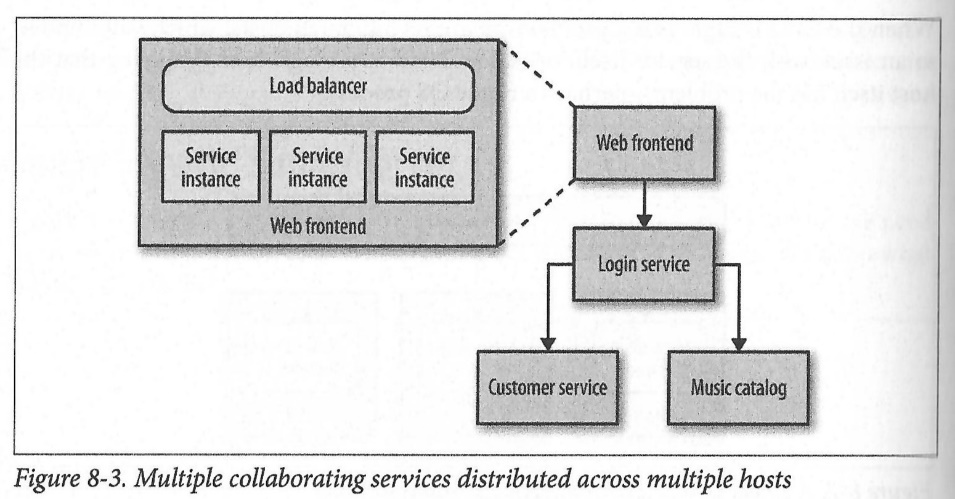 Load balancer
Service
instance
Service
instance
Service
instance
Web frontend
Web frontend
Login service
Customer service
Music catalog
Figure 8-3. Multiple collaborating services distributed across multiple hosts